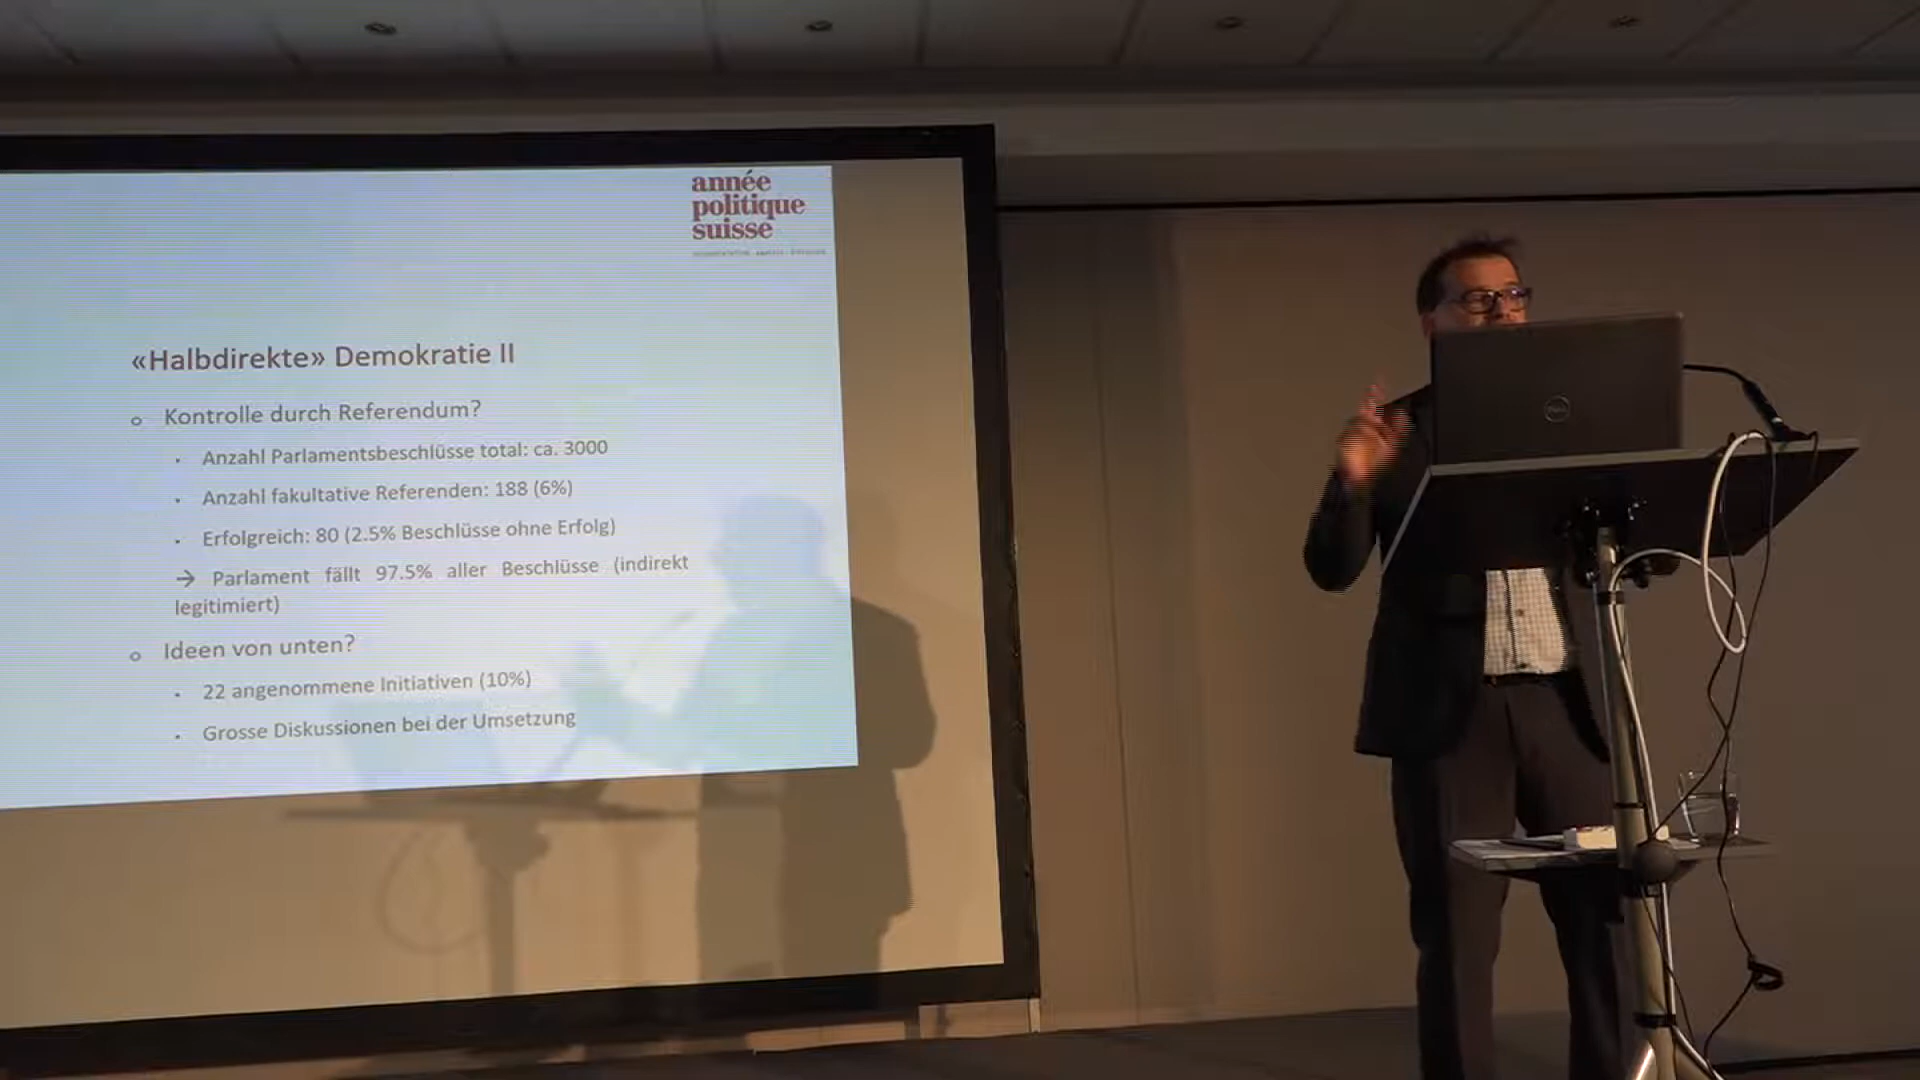 année
politique
suisse
«Halbdirekte» Demokratie II
o Kontrolle durch Referendum?
. Anzahl Parlamentsbeschlüsse total: ca. 3000
. Anzahl fakultative Referenden: 188 (6%)
. Erfolgreich: 80 (2.5% Beschlüsse ohne Erfolg)
→ Parlament fällt 97.5% aller Beschlüsse (indirekt
legitimiert)
o Ideen von unten?
. 22 angenommene Initiativen (10%)
. Grosse Diskussionen bei der Umsetzung
DELL